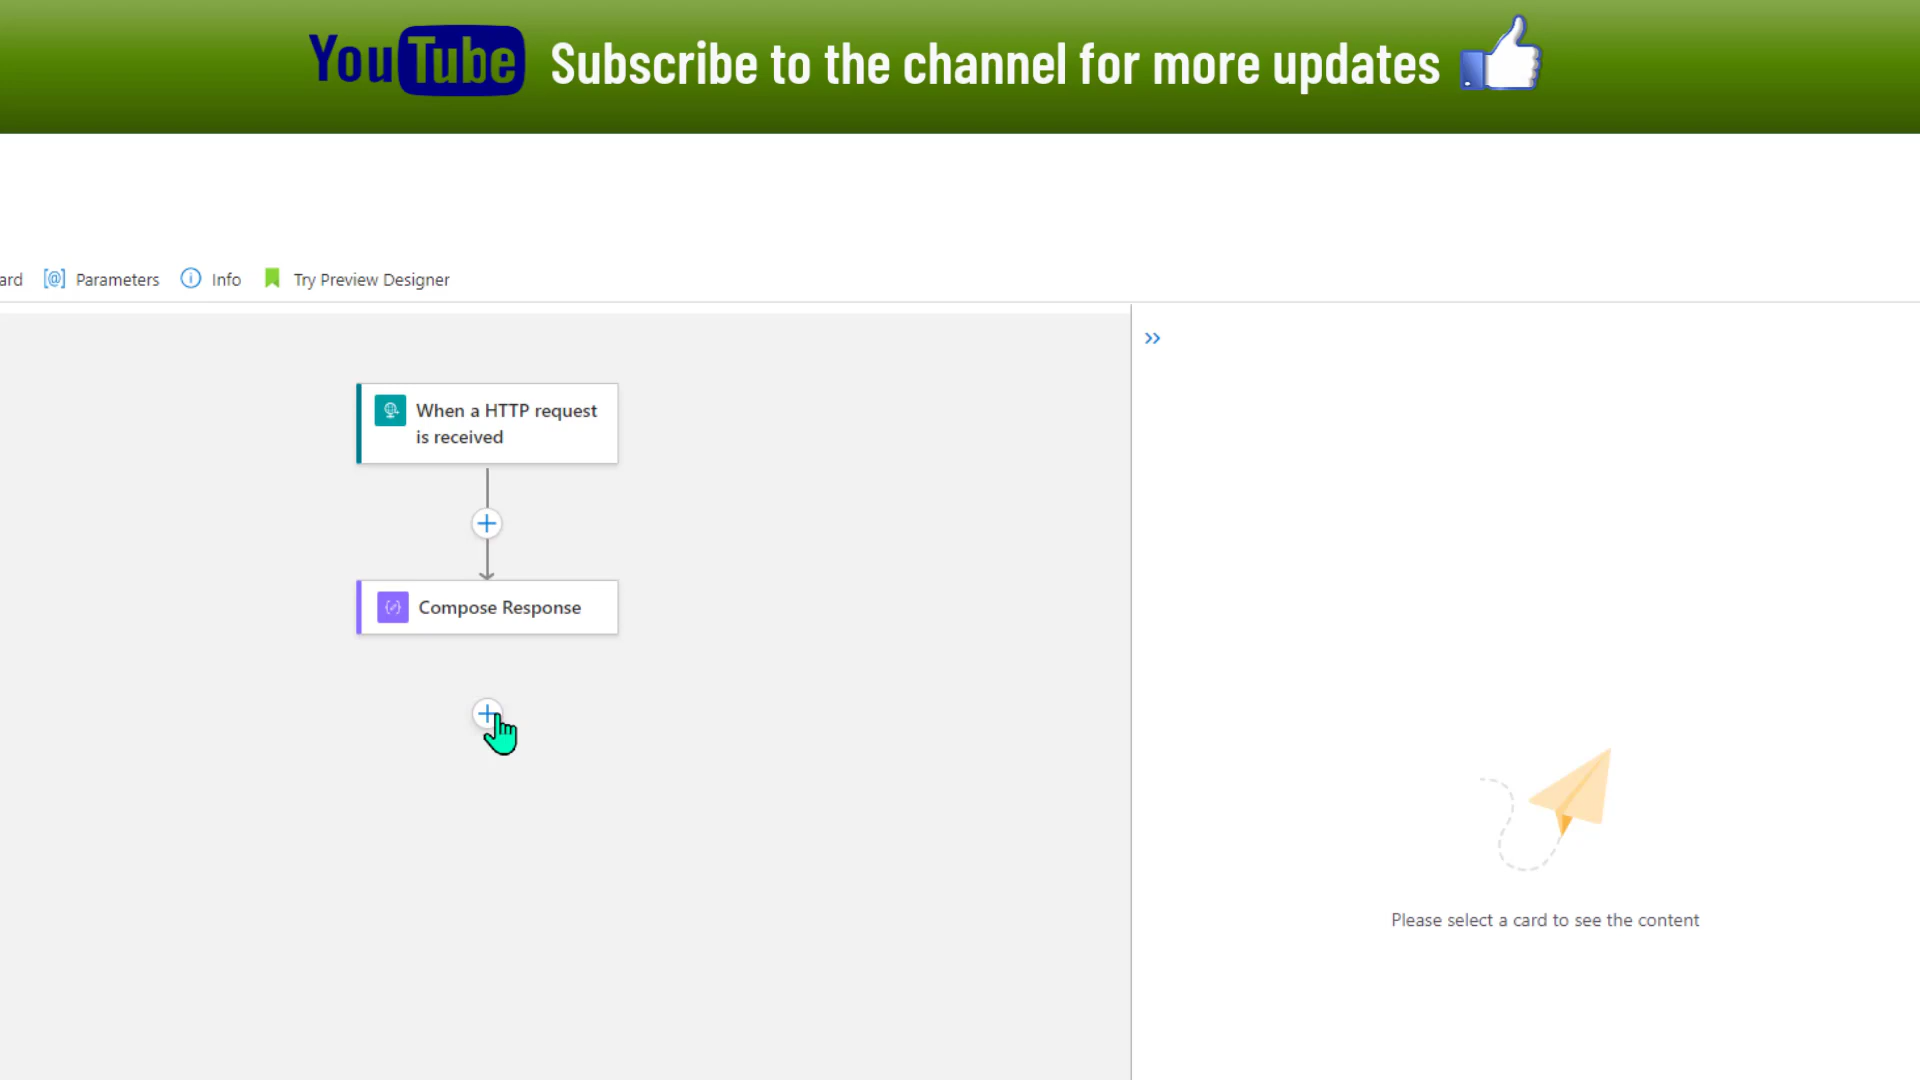 YouTube Subscribe to the channel for more updates
ard Parameters Info Try Preview Designer
When a HTTP request
is received
Compose Response
Please select a card to see the content